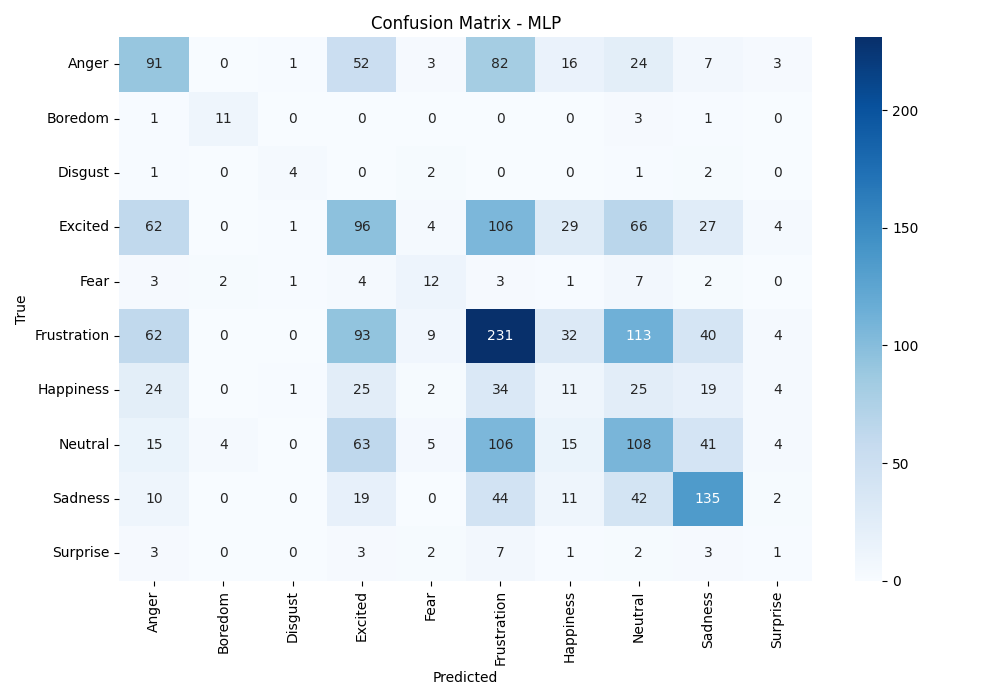 Confusion Matrix - MLP
Anger 91 0 1 52 3 82 16 24 7 3
Boredom 1 11 0 0 0 0 0 3 1 0
Disgust 1 0 4 0 2 0 0 1 2 0
Excited 62 0 1 96 4 106 29 66 27 4
Fear 3 2 1 4 12 3 1 7 2 0
Frustration 62 0 0 93 9 231 32 113 40 4
Happiness 24 0 1 25 2 34 11 25 19 4
Neutral 15 4 0 63 5 106 15 108 41 4
Sadness 10 0 0 19 0 44 11 42 135 2
Surprise 3 0 0 3 2 7 1 2 3 1
True
Anger Boredom Disgust Excited Fear Frustration Happiness Neutral Sadness Surprise
Predicted
200
150
100
50
0